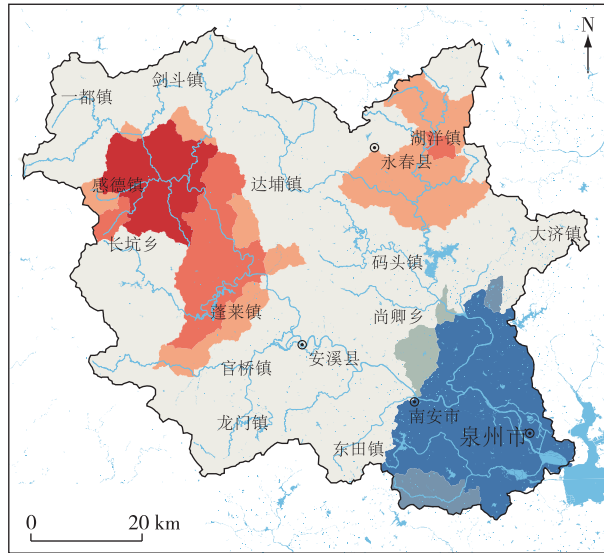 N
剑斗镇
一都镇
湖洋镇
永春县
感德镇
达埔镇
大济镇
长坑乡
码头镇
蓬莱镇
尚卿乡
安溪县
官桥镇
南安市
龙门镇
泉州市
东田镇
0 20 km